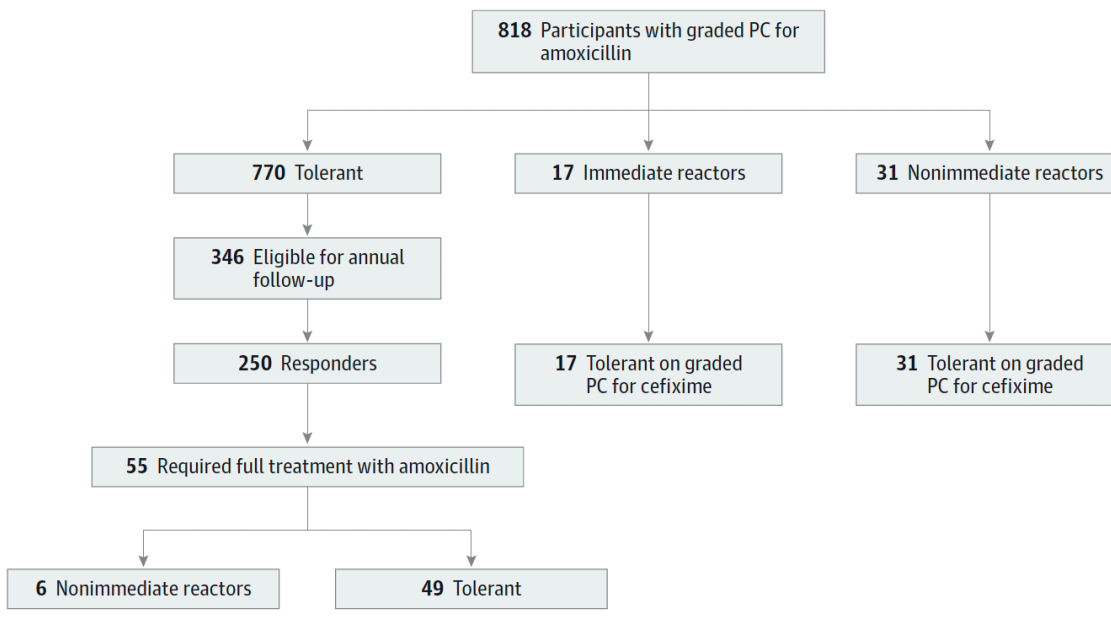 818 Participants with graded PC for
amoxicillin
770 Tolerant
17 Immediate reactors
31 Nonimmediate reactors
346 Eligible for annual
follow-up
250 Responders
17 Tolerant on graded
PC for cefixime
31 Tolerant on graded
PC for cefixime
55 Required full treatment with amoxicillin
6 Nonimmediate reactors
49 Tolerant